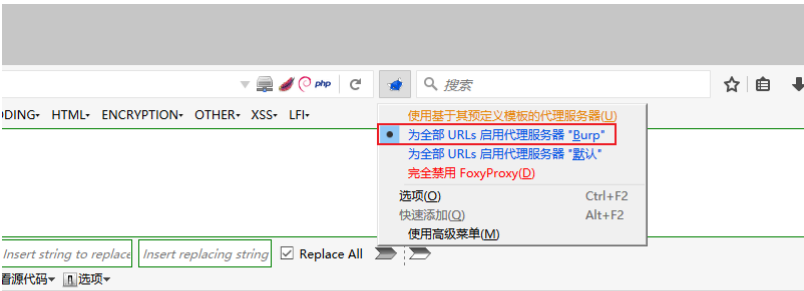 php 搜索
DING HTML ENCRYPTION OTHER XSS LFI
使用基于其预定义模板的代理服务器(U)
为全部 URLs 启用代理服务器 "Burp"
为全部 URLs 启用代理服务器 "默认"
完全禁用 FoxyProxy(D)
选项(O) Ctrl+F2
快速添加(Q) Alt+F2
使用高级菜单(M)
Insert string to replace Insert replacing string Replace All
看源代码 选项